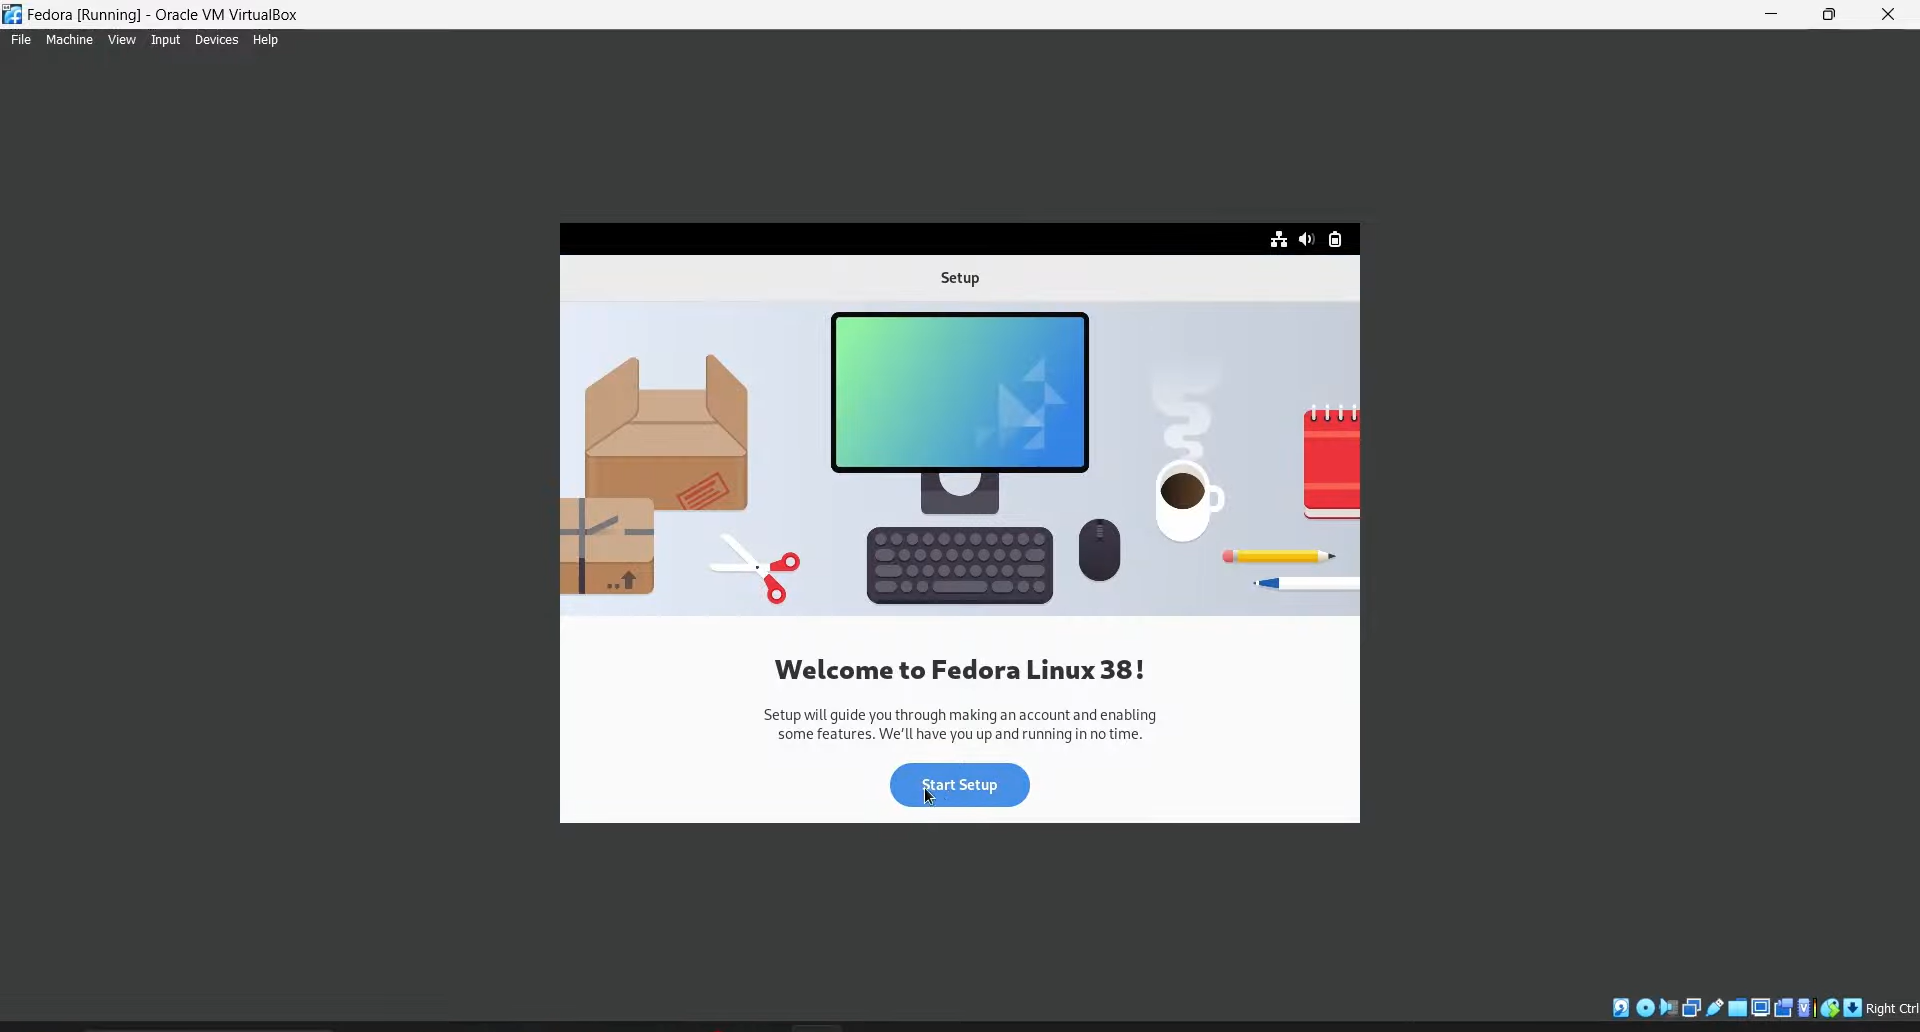 Fedora [Running] - Oracle VM VirtualBox
File Machine View Input Devices Help
Setup
Welcome to Fedora Linux 38!
Setup will guide you through making an account and enabling
some features. We'll have you up and running in no time.
Start Setup
Right Ctrl